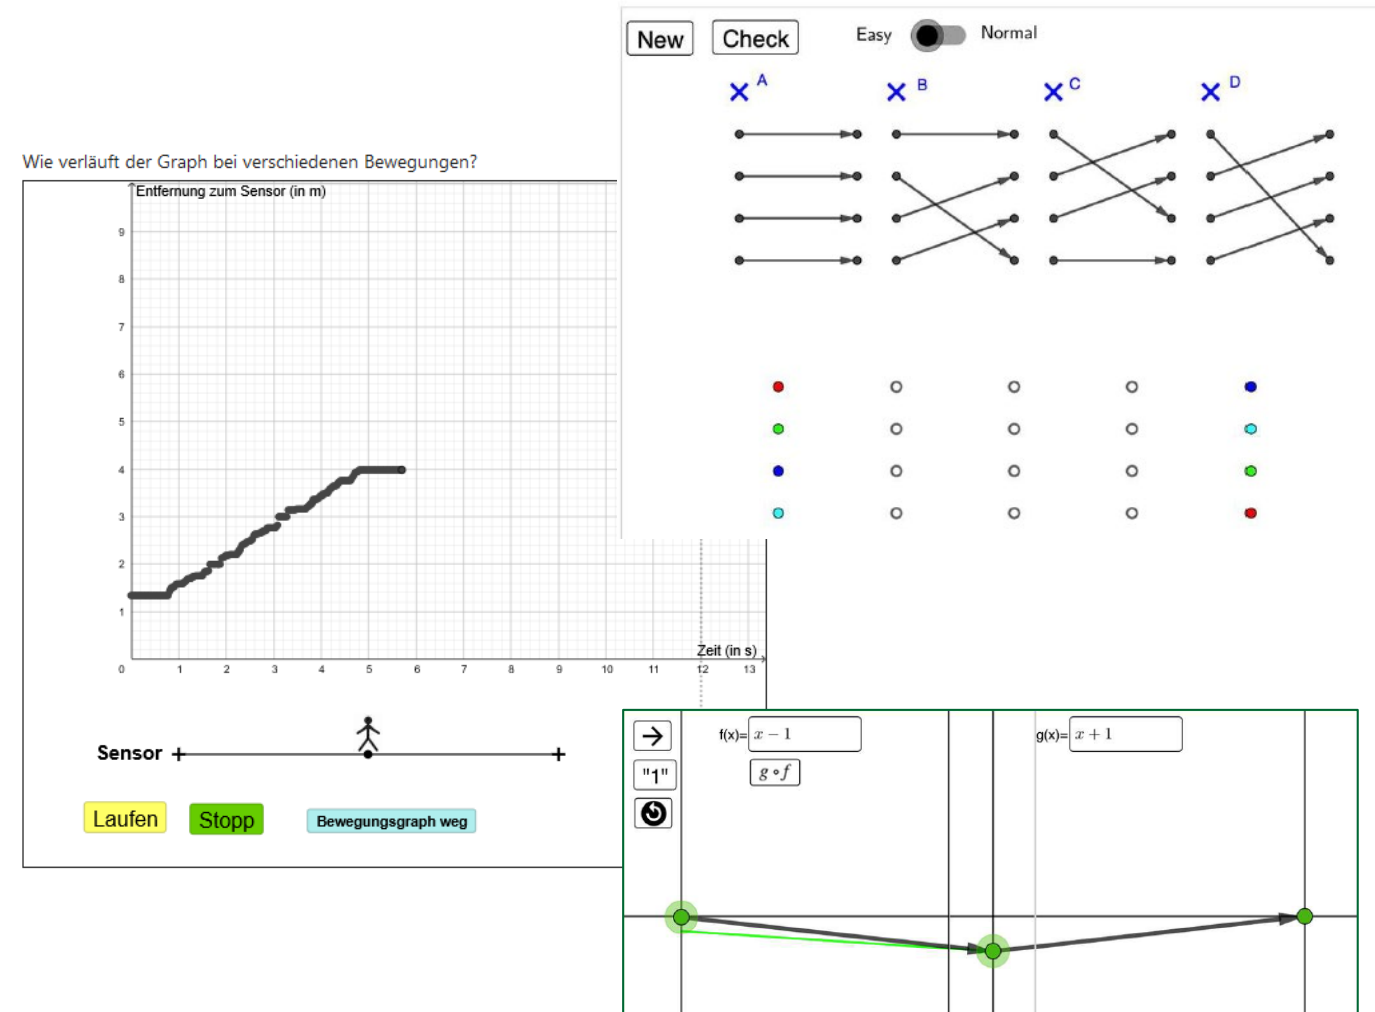 New Check Easy Normal
A B C D
Wie verläuft der Graph bei verschiedenen Bewegungen?
Entfernung zum Sensor (in m)
9
8
7
6
5
4
3
2
1
Zeit (in s)
0 1 2 3 4 5 6 7 8 9 10 11 12 13
Sensor
Laufen Stopp Bewegungsgraph weg
f(x)= x − 1 g(x)= x + 1
g ∘ f
"1"